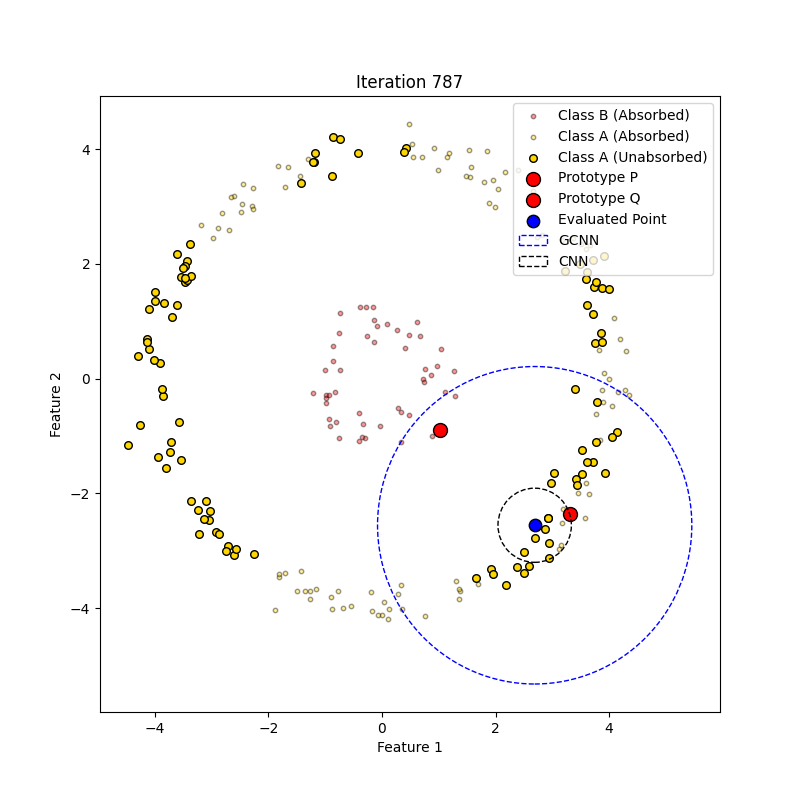 Iteration 787
Class B (Absorbed)
Class A (Absorbed)
Class A (Unabsorbed)
Prototype P
Prototype Q
Evaluated Point
GCNN
CNN
4
2
0
−2
−4
Feature 2
−4
−2
0
2
4
Feature 1